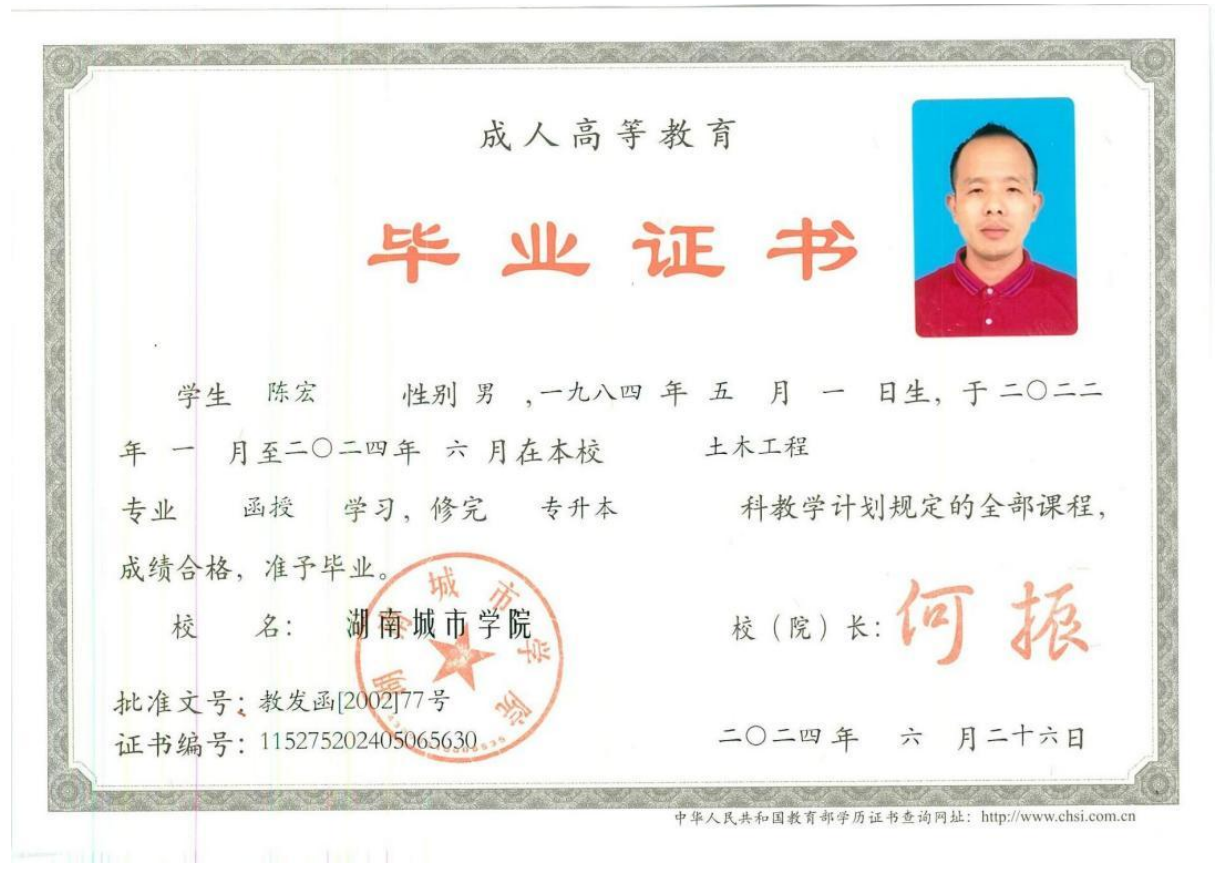 成人高等教育
毕业证书
学生 陈宏 性别 男 ,一九八四 年 五 月 一 日生, 于 二〇二二
年 一 月至二〇二四年 六 月在本校 土木工程
专业 函授 学习, 修完 专升本 科教学计划规定的全部课程,
成绩合格, 准予毕业。
校 名: 湖南城市学院 校(院)长: 何振
湖南城市学院
批准文号: 教发函[2002]77号
证书编号: 115275202405065630 二〇二四 年 六 月二十六日
中华人民共和国教育部学历证书查询网址: http://www.chsi.com.cn